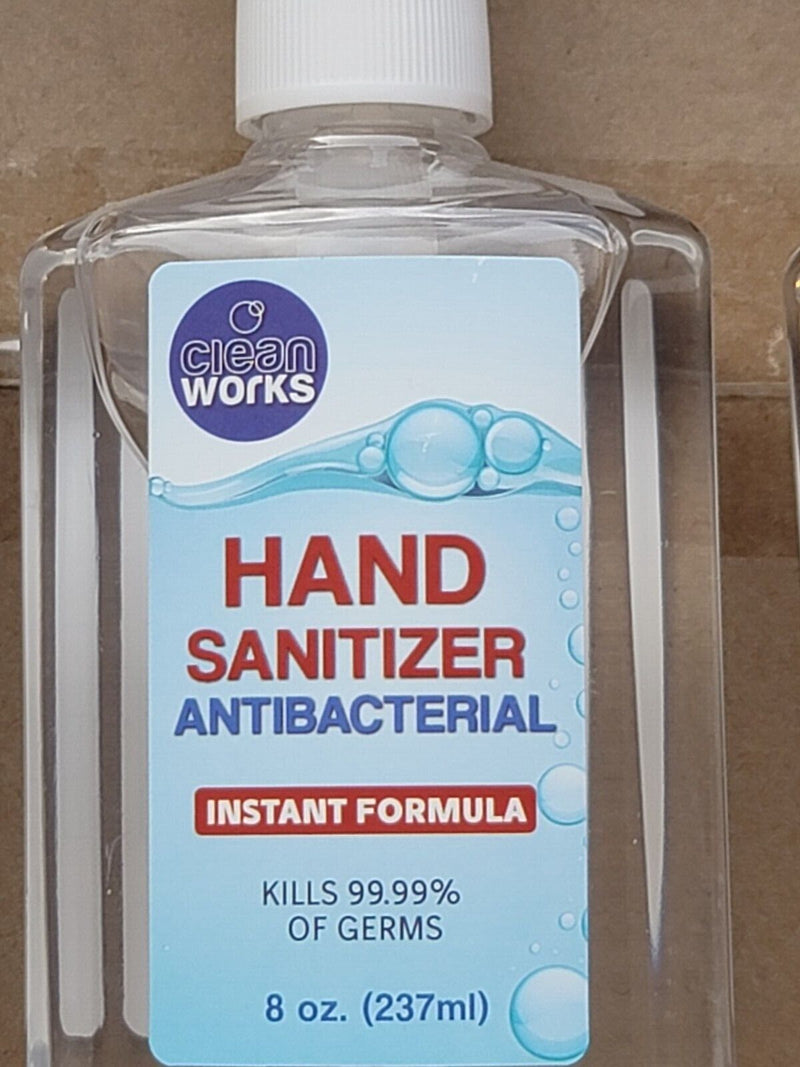 clean
works
HAND
SANITIZER
ANTIBACTERIAL
INSTANT FORMULA
KILLS 99.99%
OF GERMS
8 oz. (237ml)